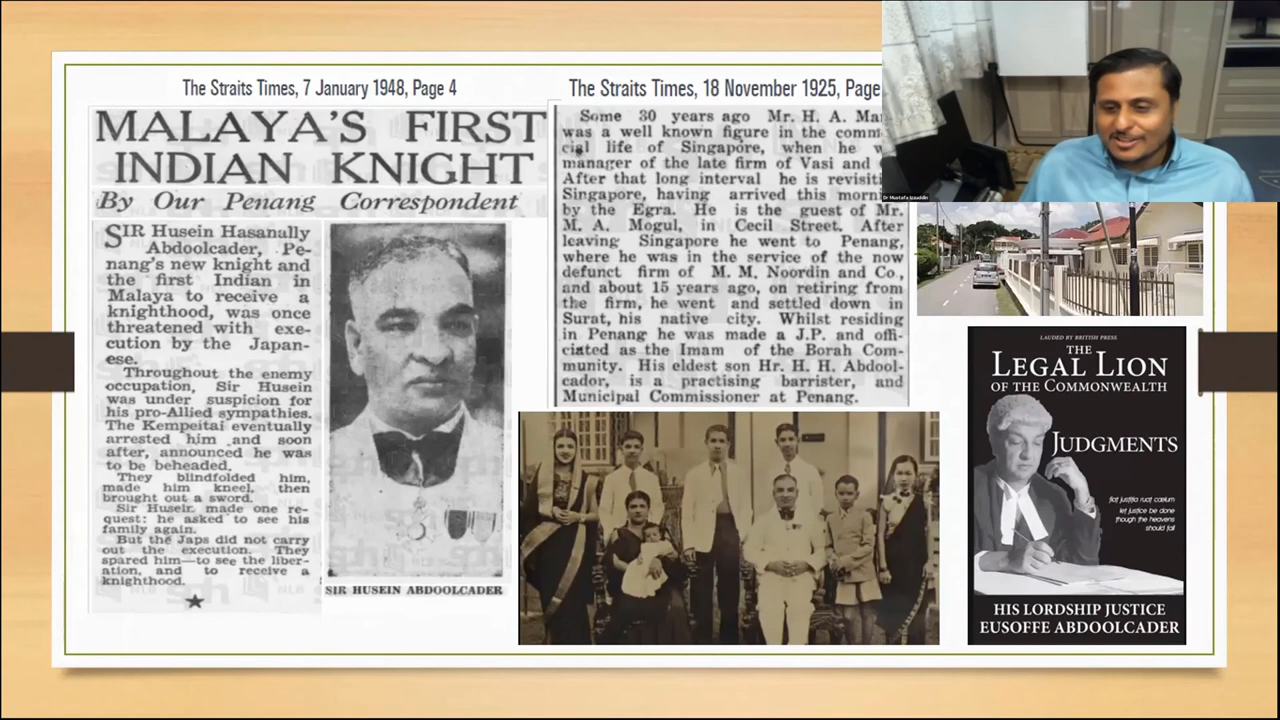 The Straits Times, 7 January 1948, Page 4
MALAYA'S FIRST
INDIAN KNIGHT
By Our Penang Correspondent
SIR Husein Hasanally
Abdoolcader, Pe-
nang's new knight and
the first Indian in
Malaya to receive a
knighthood, was once
threatened with exe-
cution by the Japan-
ese.
Throughout the enemy
occupation, Sir Husein
was under suspicion for
his pro-Allied sympathies.
The Kempeitai eventually
arrested him and soon
after, announced he was
to be beheaded.
They blindfolded him,
made him kneel, then
brought out a sword.
Sir Husein made one re-
quest: he asked to see his
family again.
But the Japs did not carry
out the execution. They
spared him—to see the liber-
ation, and to receive a
knighthood.
SIR HUSEIN ABDOOLCADER
The Straits Times, 18 November 1925, Page
Some 30 years ago Mr. H. A.
was a well known figure in the
life of Singapore, when he
manager of the late firm of Vasi and
After that long interval he is
Singapore, having arrived this
by the Egra. He is the guest of Mr.
M. A. Mogul, in Cecil Street. After
leaving Singapore he went to Penang,
where he was in the service of the now
defunct firm of M. M. Noordin and Co.,
and about 15 years ago, on retiring from
the firm, he went and settled down in
Surat, his native city. Whilst residing
in Penang he was made a J.P. and offi-
ciated as the Imam of the Borah Com-
munity. His eldest son Hr. H. H. Abdool-
cador, is a practising barrister, and
Municipal Commissioner at Penang.
Dr Mustafa Izzuddin
LAUDED BY BRITISH PRESS
THE
LEGAL LION
OF THE COMMONWEALTH
JUDGMENTS
fiat justitia ruat caelum
let justice be done
though the heavens
should fall
HIS LORDSHIP JUSTICE
EUSOFFE ABDOOLCADER